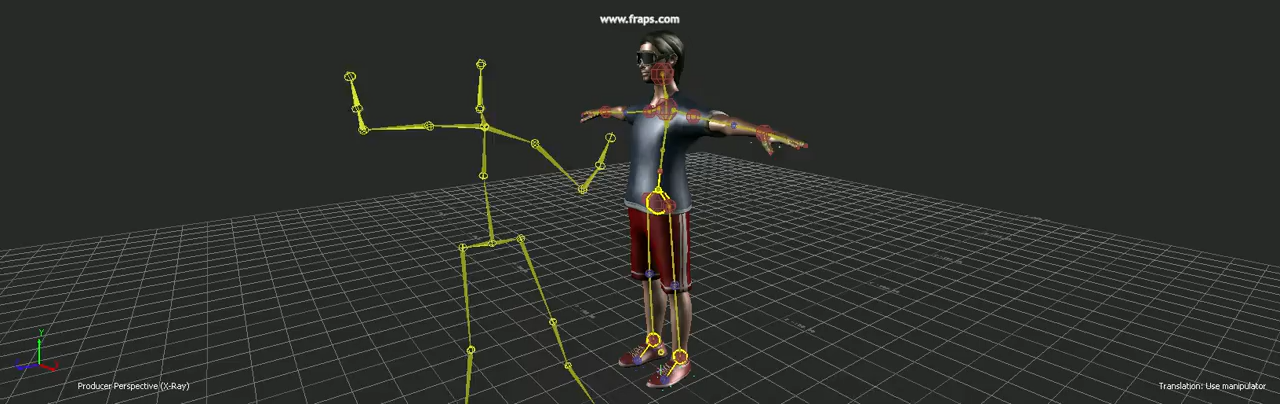 www.fraps.com
Y
Producer Perspective (X-Ray)
Translation: Use manipulator